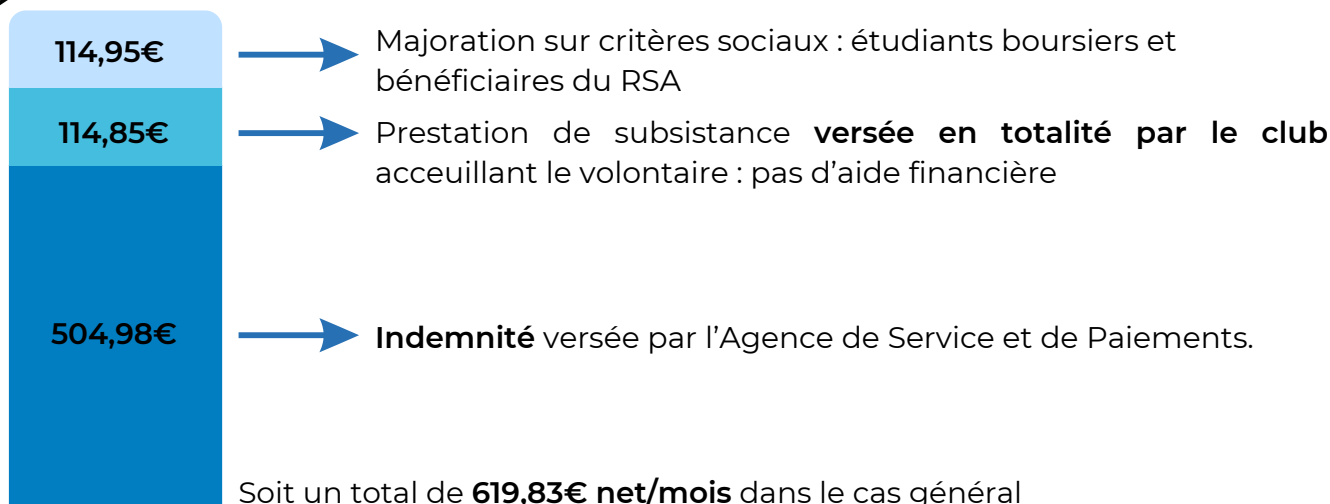 114,95€
Majoration sur critères sociaux : étudiants boursiers et
bénéficiaires du RSA
114,85€
Prestation de subsistance versée en totalité par le club
acceuillant le volontaire : pas d’aide financière
504,98€
Indemnité versée par l’Agence de Service et de Paiements.
Soit un total de 619,83€ net/mois dans le cas général